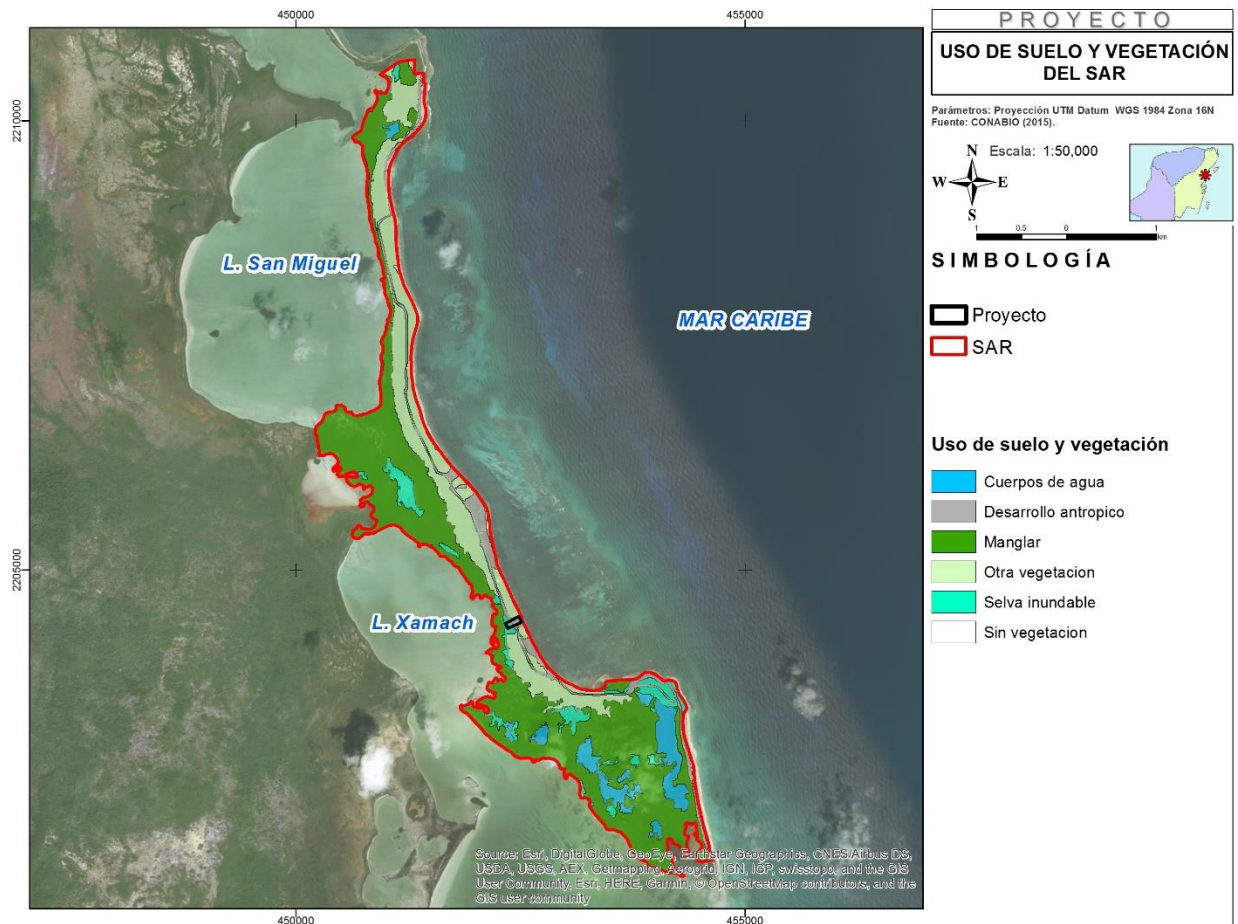 450000
455000
2210000
2205000
L. San Miguel
MAR CARIBE
L. Xamach
Source: Esri, DigitalGlobe, GeoEye, Earthstar Geographics, CNES/Airbus DS,
USDA, USGS, AEX, Getmapping, Aerogrid, IGN, IGP, swisstopo, and the GIS
User Community, Esri, HERE, Garmin, © OpenStreetMap contributors, and the
GIS user community
450000
455000
PROYECTO
USO DE SUELO Y VEGETACIÓN
DEL SAR
Parámetros: Proyección UTM Datum WGS 1984 Zona 16N
Fuente: CONABIO (2015).
N
W
E
S
Escala: 1:50,000
1 0.5 0 1
km
SIMBOLOGÍA
Proyecto
SAR
Uso de suelo y vegetación
Cuerpos de agua
Desarrollo antropico
Manglar
Otra vegetacion
Selva inundable
Sin vegetacion